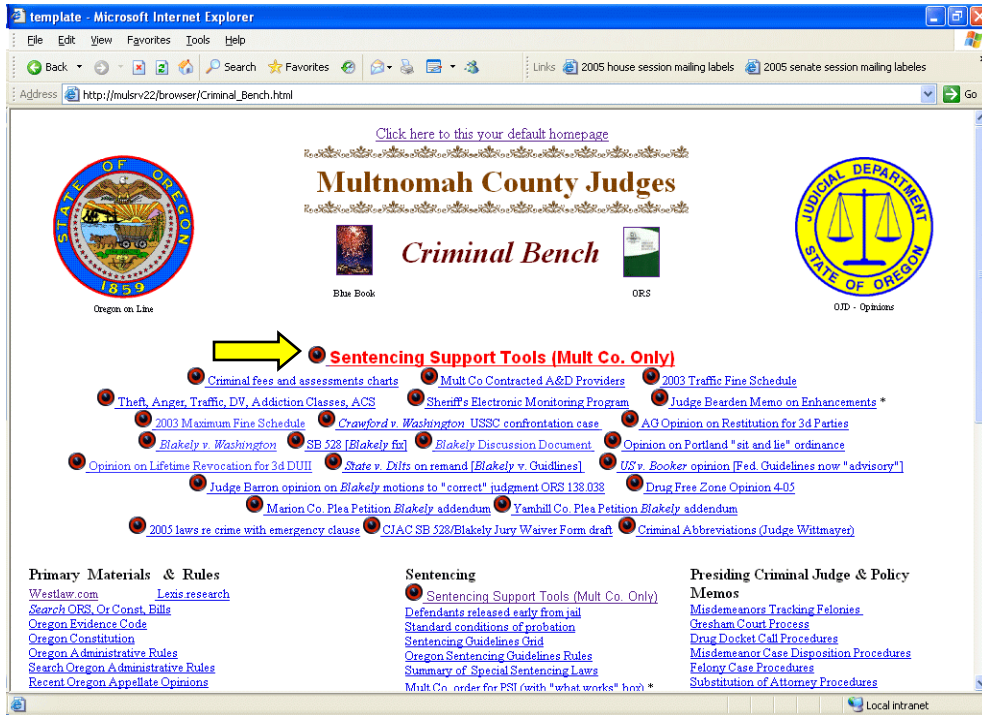 template - Microsoft Internet Explorer
File Edit View Favorites Tools Help
Back Search Favorites Links 2005 house session mailing labels 2005 senate session mailing labeles
Address http://mulsrv22/browser/Criminal_Bench.html Go
Click here to this your default homepage
STATE OF OREGON
1859
Multnomah County Judges
JUDICIAL DEPARTMENT
STATE OF OREGON
Criminal Bench
Blue Book ORS
Oregon on Line OJD - Opinions
Sentencing Support Tools (Mult Co. Only)
Criminal fees and assessments charts Mult Co Contracted A&D Providers 2003 Traffic Fine Schedule
Theft, Anger, Traffic, DV, Addiction Classes, ACS Sheriff's Electronic Monitoring Program Judge Bearden Memo on Enhancements *
2003 Maximum Fine Schedule Crawford v. Washington USSC confrontation case AG Opinion on Restitution for 3d Parties
Blakely v. Washington SB 528 [Blakely fix] Blakely Discussion Document Opinion on Portland "sit and lie" ordinance
Opinion on Lifetime Revocation for 3d DUII State v. Dilts on remand [Blakely v. Guidlines] US v. Booker opinion [Fed. Guidelines now "advisory"]
Judge Barron opinion on Blakely motions to "correct" judgment ORS 138.038 Drug Free Zone Opinion 4-05
Marion Co. Plea Petition Blakely addendum Yamhill Co. Plea Petition Blakely addendum
2005 laws re crime with emergency clause CJAC SB 528/Blakely Jury Waiver Form draft Criminal Abbreviations (Judge Wittmayer)
Primary Materials & Rules
Westlaw.com Lexis.research
Search ORS, Or Const, Bills
Oregon Evidence Code
Oregon Constitution
Oregon Administrative Rules
Search Oregon Administrative Rules
Recent Oregon Appellate Opinions
Sentencing
Sentencing Support Tools (Mult Co. Only)
Defendants released early from jail
Standard conditions of probation
Sentencing Guidelines Grid
Oregon Sentencing Guidelines Rules
Summary of Special Sentencing Laws
Mult Co. order for PSI (with "what works" box) *
Presiding Criminal Judge & Policy
Memos
Misdemeanors Tracking Felonies
Gresham Court Process
Drug Docket Call Procedures
Misdemeanor Case Disposition Procedures
Felony Case Procedures
Substitution of Attorney Procedures
Local intranet